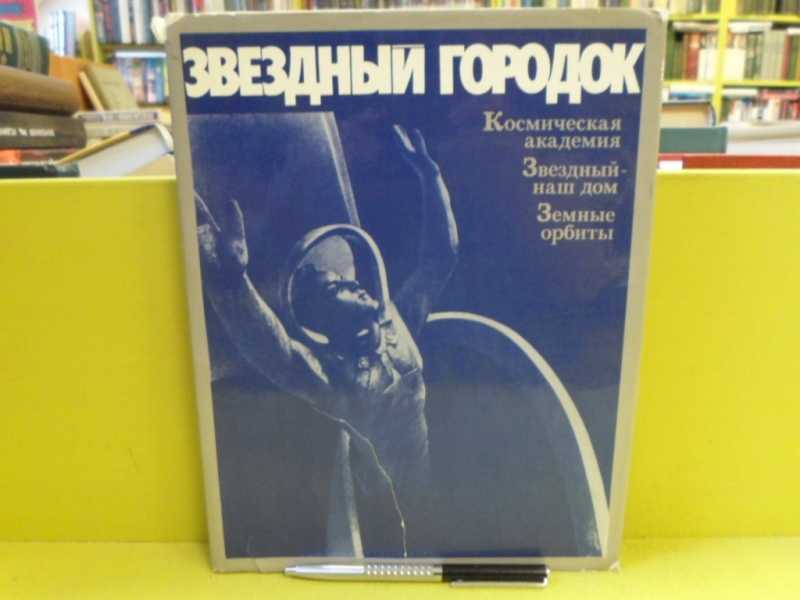 ЗВЕЗДНЫЙ ГОРОДОК
Космическая
академия
Звездный-
наш дом
Земные
орбиты